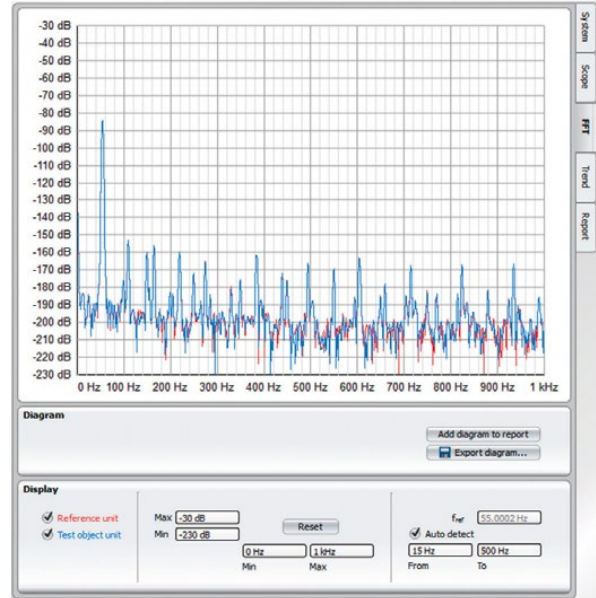 -30 dB
-40 dB
-50 dB
-60 dB
-70 dB
-80 dB
-90 dB
-100 dB
-110 dB
-120 dB
-130 dB
-140 dB
-150 dB
-160 dB
-170 dB
-180 dB
-190 dB
-200 dB
-210 dB
-220 dB
-230 dB
0 Hz 100 Hz 200 Hz 300 Hz 400 Hz 500 Hz 600 Hz 700 Hz 800 Hz 900 Hz 1 kHz
System
Scope
FFT
Trend
Report
Diagram
Add diagram to report
Export diagram...
Display
Reference unit
Test object unit
Max -30 dB
Min -230 dB
Reset
0 Hz 1 kHz
Min Max
fref 55.0002 Hz
Auto detect
15 Hz 500 Hz
From To